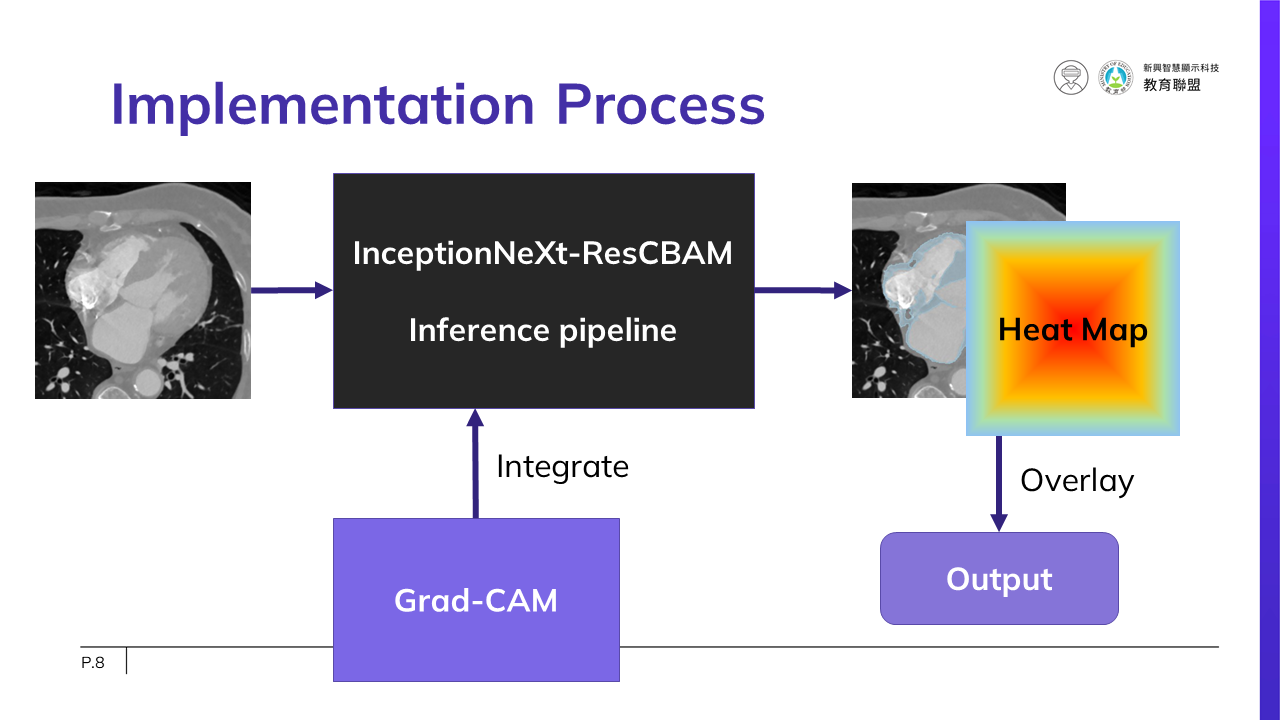 Implementation Process
新興智慧顯示科技
教育聯盟
InceptionNeXt-ResCBAM
Inference pipeline
Heat Map
Integrate
Overlay
Grad-CAM
Output
P.8